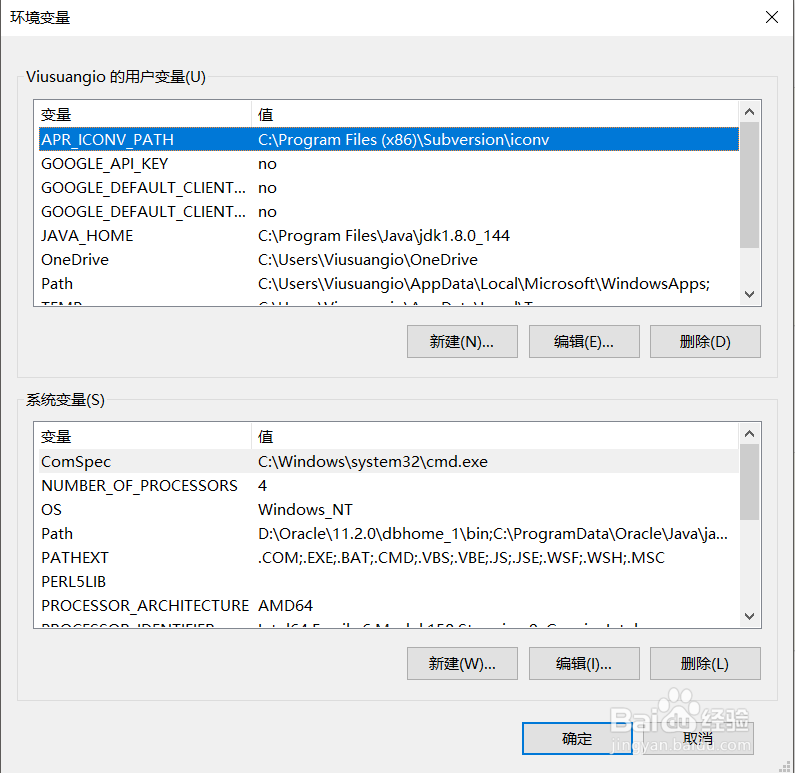 环境变量
Viusuangio 的用户变量(U)
变量 值
APR_ICONV_PATH C:\Program Files (x86)\Subversion\iconv
GOOGLE_API_KEY no
GOOGLE_DEFAULT_CLIENT... no
GOOGLE_DEFAULT_CLIENT... no
JAVA_HOME C:\Program Files\Java\jdk1.8.0_144
OneDrive C:\Users\Viusuangio\OneDrive
Path C:\Users\Viusuangio\AppData\Local\Microsoft\WindowsApps;
新建(N)... 编辑(E)... 删除(D)
系统变量(S)
变量 值
ComSpec C:\Windows\system32\cmd.exe
NUMBER_OF_PROCESSORS 4
OS Windows_NT
Path D:\Oracle\11.2.0\dbhome_1\bin;C:\ProgramData\Oracle\Java\ja...
PATHEXT .COM;.EXE;.BAT;.CMD;.VBS;.VBE;.JS;.JSE;.WSF;.WSH;.MSC
PERL5LIB
PROCESSOR_ARCHITECTURE AMD64
新建(W)... 编辑(I)... 删除(L)
确定 取消
Baidu 经验
jingyan.baidu.com